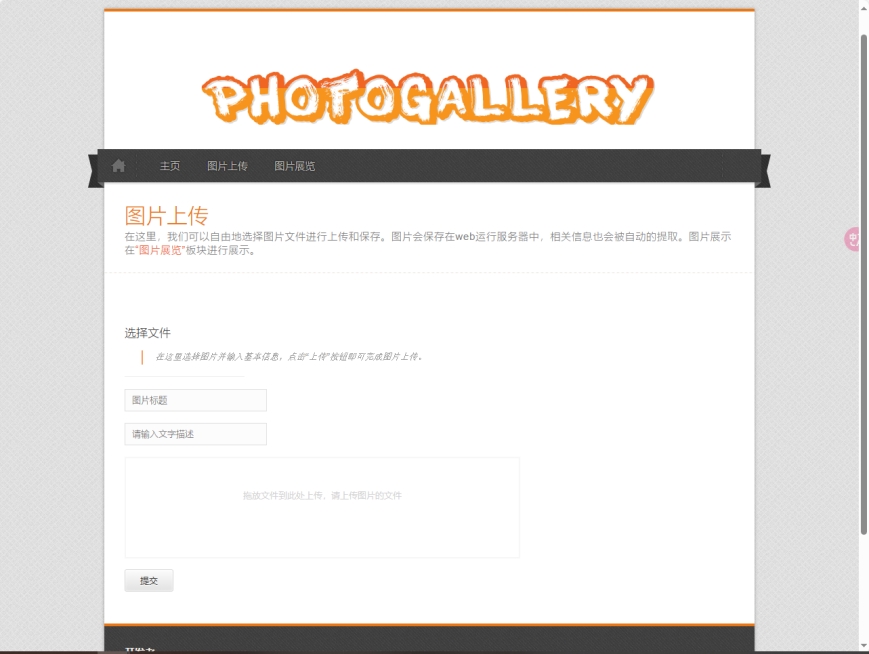 PHOTOGALLERY
主页 图片上传 图片展览
图片上传
在这里，我们可以自由地选择图片文件进行上传和保存。图片会保存在web运行服务器中，相关信息也会被自动的提取。图片展示
在"图片展览"板块进行展示。
选择文件
在这里选择图片并输入基本信息，点击"上传"按钮即可完成图片上传。
图片标题
请输入文字描述
拖放文件到此处上传，请上传图片的文件
提交